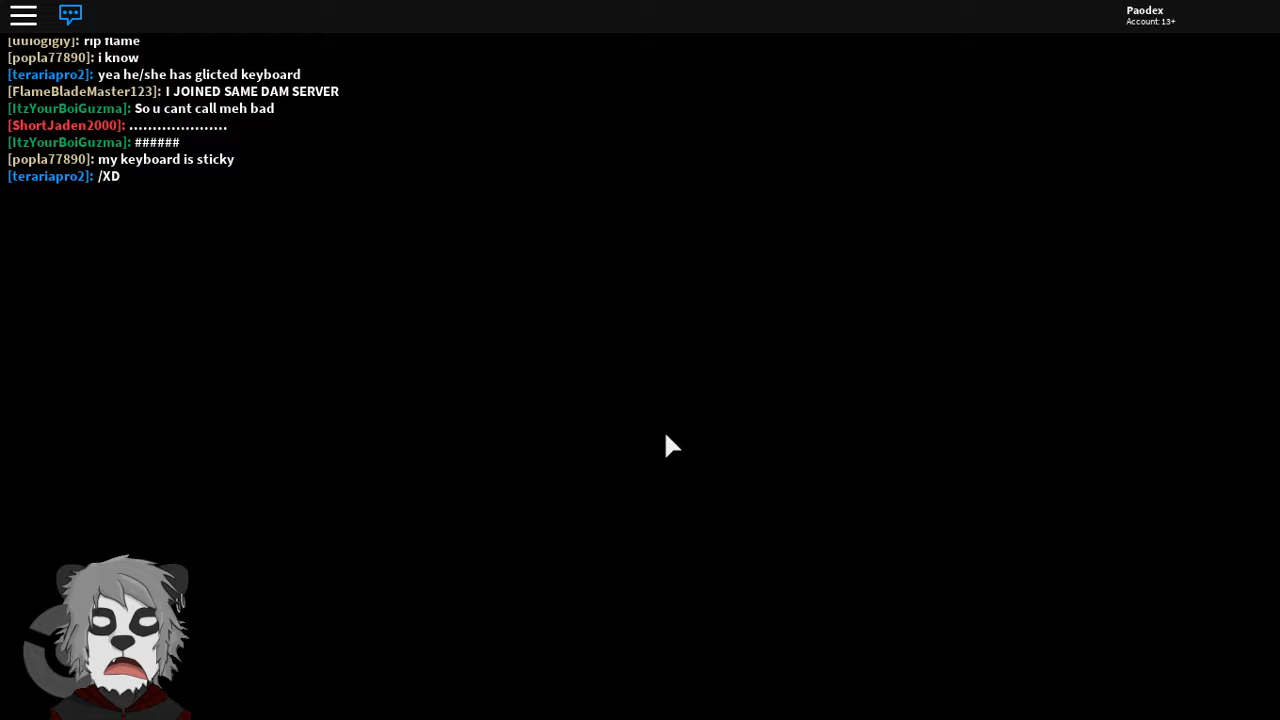 Paodex
Account: 13+
rip flame
[popla77890]: i know
[terariapro2]: yea he/she has glicted keyboard
[FlameBladeMaster123]: I JOINED SAME DAM SERVER
[ItzYourBoiGuzma]: So u cant call meh bad
[ShortJaden2000]: .....................
[ItzYourBoiGuzma]: ######
[popla77890]: my keyboard is sticky
[terariapro2]: /XD